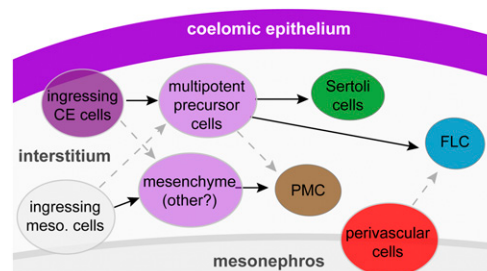 coelomic epithelium
ingressing
CE cells
multipotent
precursor
cells
Sertoli
cells
FLC
interstitium
mesenchyme
(other?)
PMC
ingressing
meso. cells
perivascular
cells
mesonephros